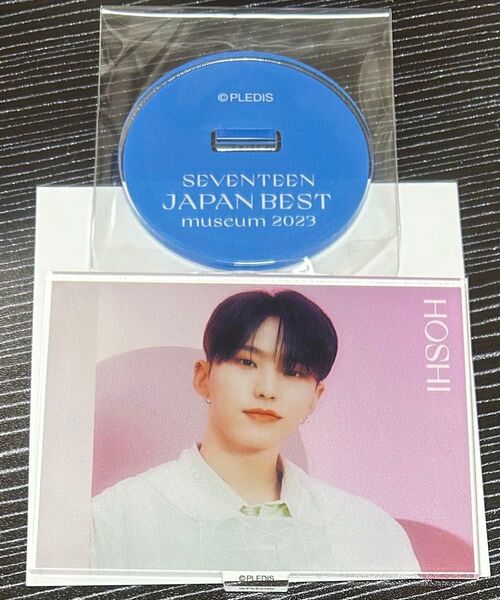 ©PLEDIS
SEVENTEEN
JAPAN BEST
museum 2023
HOSHI
©PLEDIS